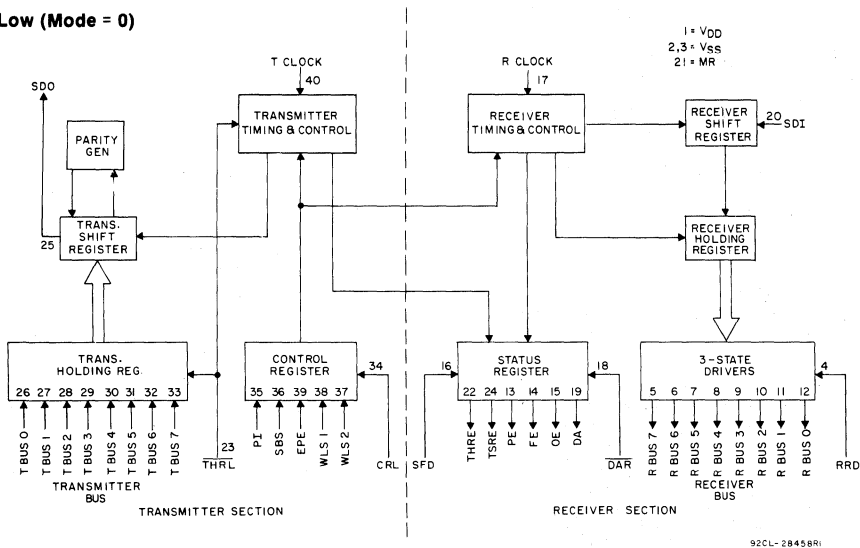 Low (Mode = 0)
1 = VDD
2,3 = VSS
21 = MR
T CLOCK
40
R CLOCK
17
SDO
TRANSMITTER
TIMING & CONTROL
RECEIVER
TIMING & CONTROL
RECEIVER
SHIFT
REGISTER
20
SDI
PARITY
GEN
25
TRANS.
SHIFT
REGISTER
RECEIVER
HOLDING
REGISTER
TRANS.
HOLDING REG.
26 27 28 29 30 31 32 33
CONTROL
REGISTER
35 36 39 38 37
34
16
STATUS
REGISTER
22 24 13 14 15 19
18
3-STATE
DRIVERS
5 6 7 8 9 10 11 12
4
T BUS 0
T BUS 1
T BUS 2
T BUS 3
T BUS 4
T BUS 5
T BUS 6
T BUS 7
23
THRL
PI
SBS
EPE
WLS 1
WLS 2
CRL
SFD
THRE
TSRE
PE
FE
OE
DA
DAR
R BUS 7
R BUS 6
R BUS 5
R BUS 4
R BUS 3
R BUS 2
R BUS 1
R BUS 0
RRD
TRANSMITTER
BUS
RECEIVER
BUS
TRANSMITTER SECTION
RECEIVER SECTION
92CL-28458R1